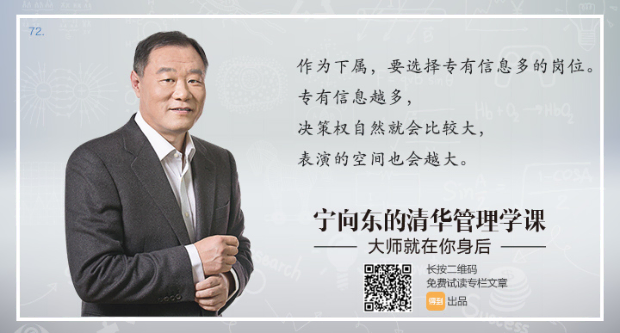 72.
作为下属，要选择专有信息多的岗位。
专有信息越多，
决策权自然就会比较大，
表演的空间也会越大。
宁向东的清华管理学课
大师就在你身后
长按二维码
免费试读专栏文章
得到 出品